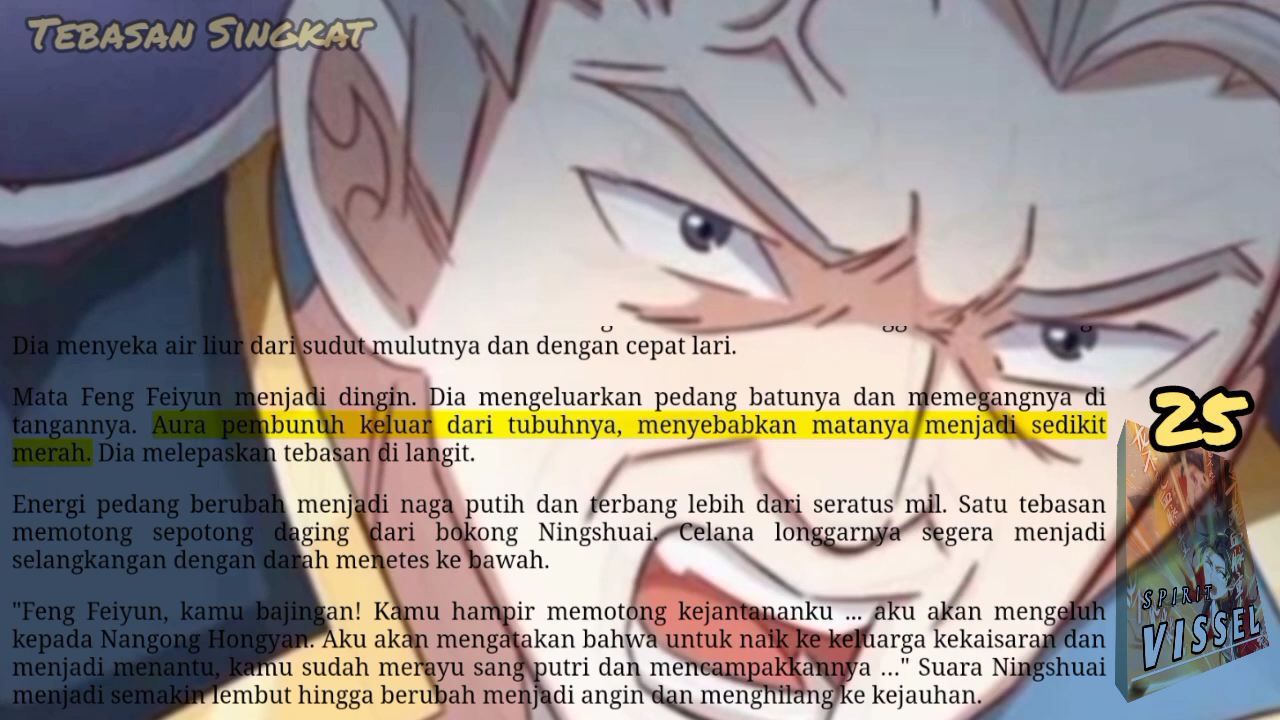 Tebasan Singkat
Dia menyeka air liur dari sudut mulutnya dan dengan cepat lari.
Mata Feng Feiyun menjadi dingin. Dia mengeluarkan pedang batunya dan memegangnya di
tangannya. Aura pembunuh keluar dari tubuhnya, menyebabkan matanya menjadi sedikit
merah. Dia melepaskan tebasan di langit.
Energi pedang berubah menjadi naga putih dan terbang lebih dari seratus mil. Satu tebasan
memotong sepotong daging dari bokong Ningshuai. Celana longgarnya segera menjadi
selangkangan dengan darah menetes ke bawah.
"Feng Feiyun, kamu bajingan! Kamu hampir memotong kejantananku ... aku akan mengeluh
kepada Nangong Hongyan. Aku akan mengatakan bahwa untuk naik ke keluarga kekaisaran dan
menjadi menantu, kamu sudah merayu sang putri dan mencampakkannya ..." Suara Ningshuai
menjadi semakin lembut hingga berubah menjadi angin dan menghilang ke kejauhan.
25
SPIRIT
VISSEL